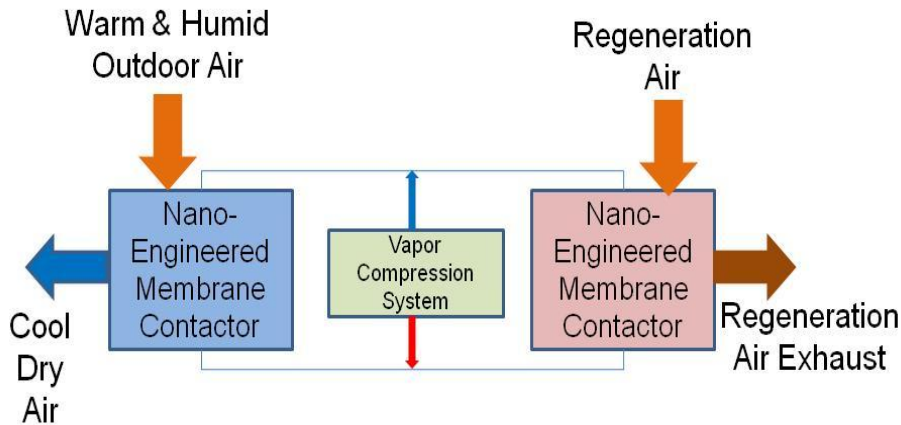 Warm & Humid
Outdoor Air
Regeneration
Air
Nano-
Engineered
Membrane
Contactor
Vapor
Compression
System
Nano-
Engineered
Membrane
Contactor
Cool
Dry
Air
Regeneration
Air Exhaust